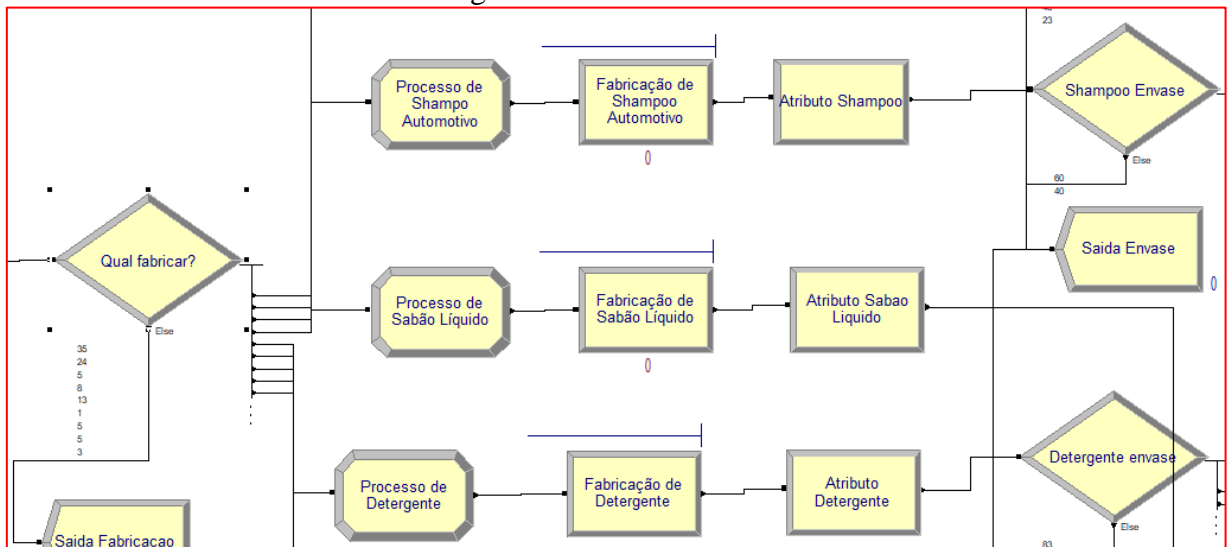 23
Processo de
Shampo
Automotivo
Fabricação de
Shampoo
Automotivo
Atributo Shampoo
Shampoo Envase
0
Else
60
40
Qual fabricar?
Saida Envase
0
Processo de
Sabão Líquido
Fabricação de
Sabão Líquido
Atributo Sabao
Liquido
Else
0
35
24
5
8
13
1
5
5
3
Processo de
Detergente
Fabricação de
Detergente
Atributo
Detergente
Detergente envase
Else
83
Saida Fabricacao